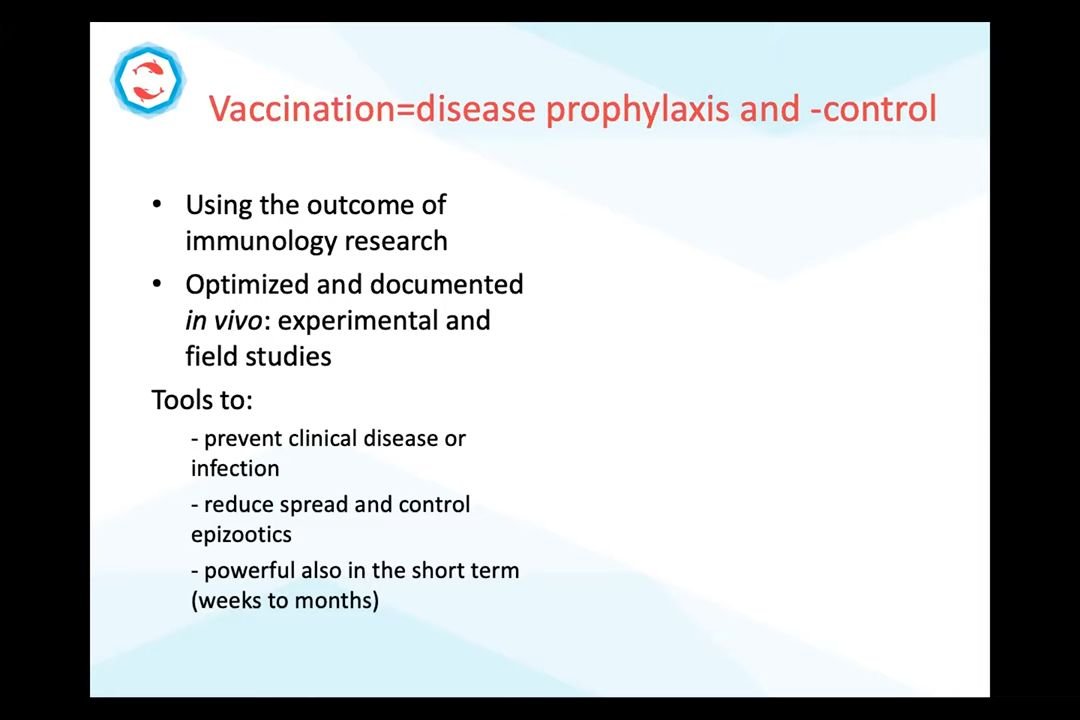 Vaccination=disease prophylaxis and -control
• Using the outcome of
immunology research
• Optimized and documented
in vivo: experimental and
field studies
Tools to:
- prevent clinical disease or
infection
- reduce spread and control
epizootics
- powerful also in the short term
(weeks to months)